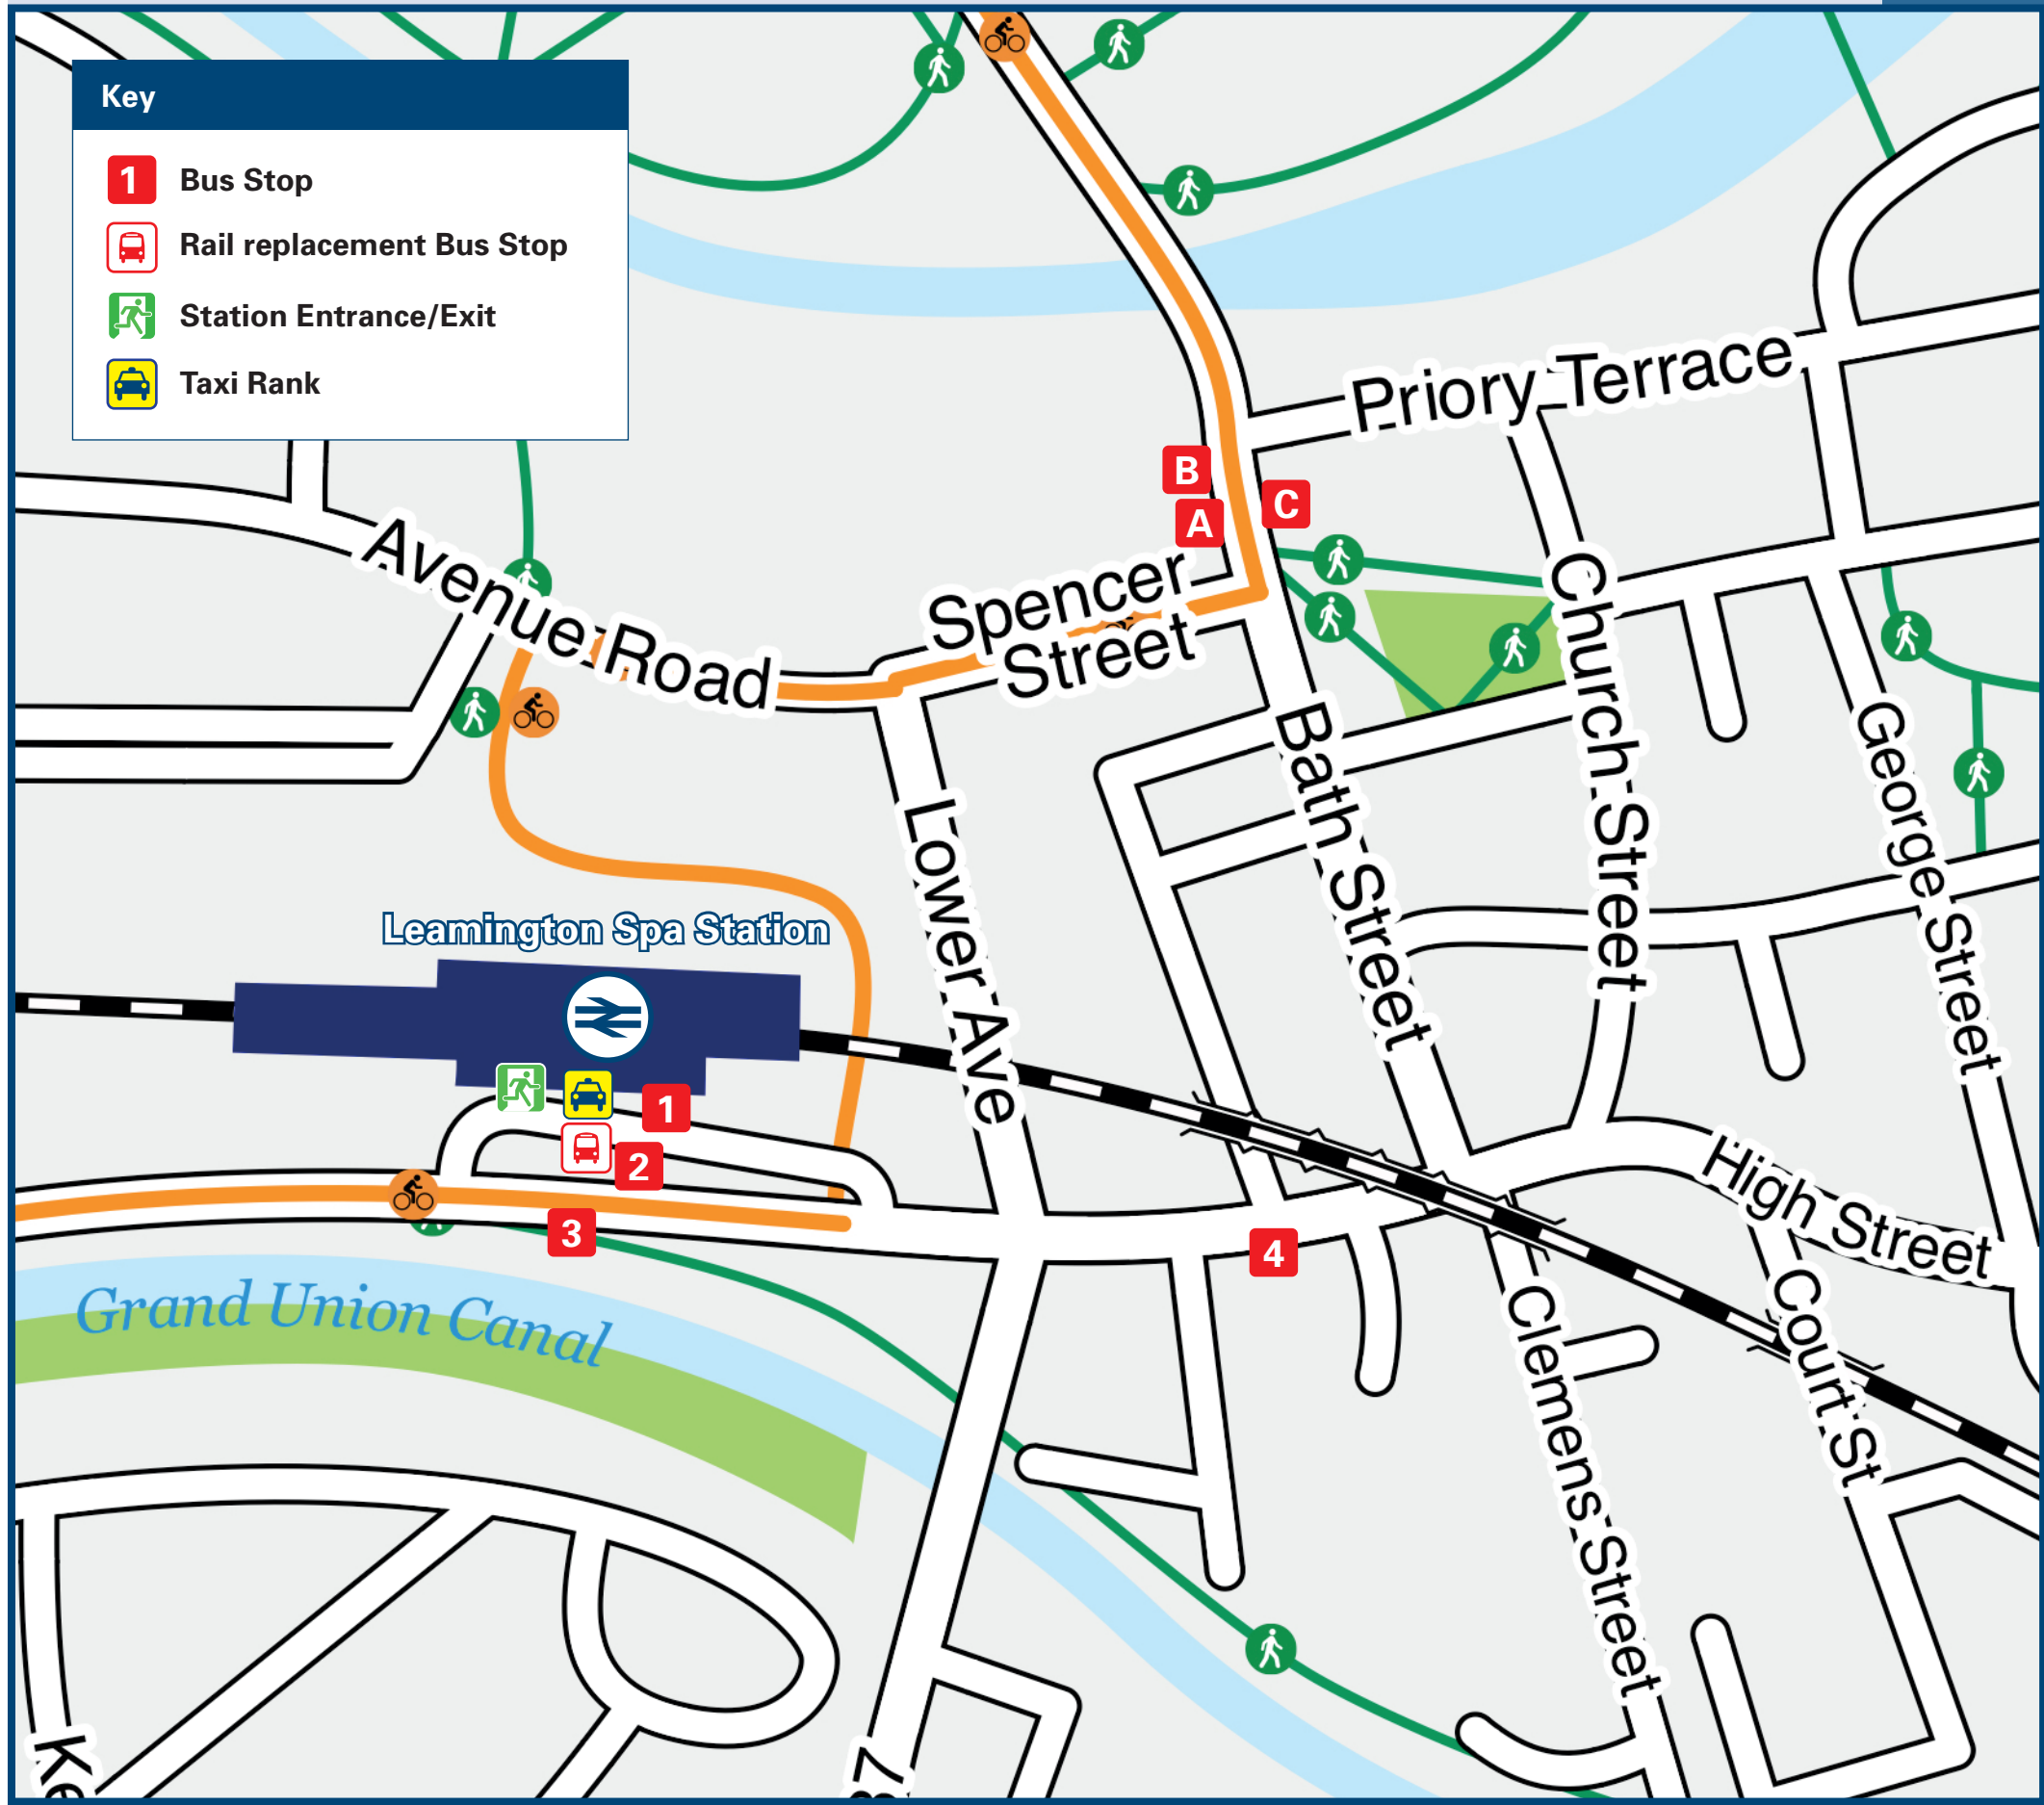 Key
1 Bus Stop
Rail replacement Bus Stop
Station Entrance/Exit
Taxi Rank
Priory Terrace
B
C
A
Avenue Road
Spencer
Street
Church Street
Bath Street
George Street
Lower Ave
Leamington Spa Station
1
2
3
4
High Street
Court St
Clemens Street
Grand Union Canal